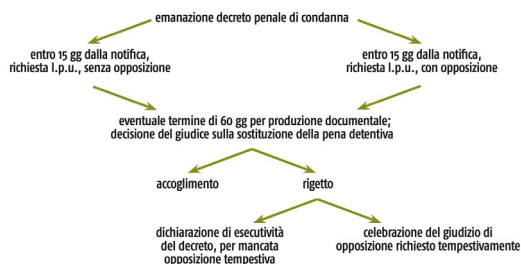 emanazione decreto penale di condanna
entro 15 gg dalla notifica,
richiesta l.p.u., senza opposizione
entro 15 gg dalla notifica,
richiesta l.p.u., con opposizione
eventuale termine di 60 gg per produzione documentale;
decisione del giudice sulla sostituzione della pena detentiva
accoglimento
rigetto
dichiarazione di esecutività
del decreto, per mancata
opposizione tempestiva
celebrazione del giudizio di
opposizione richiesto tempestivamente